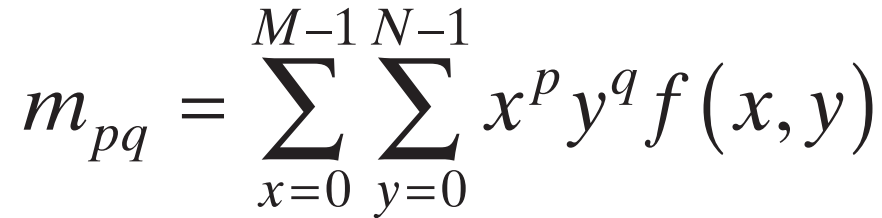 m_{pq} = \sum_{x=0}^{M-1} \sum_{y=0}^{N-1} x^p y^q f(x, y)